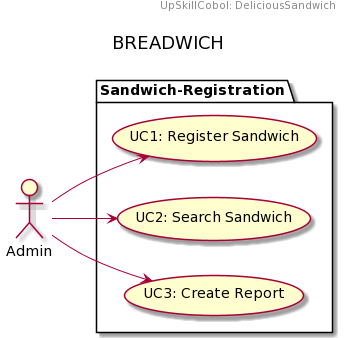 UpSkillCobol: DeliciousSandwich
BREADWICH
Sandwich-Registration
UC1: Register Sandwich
UC2: Search Sandwich
Admin
UC3: Create Report